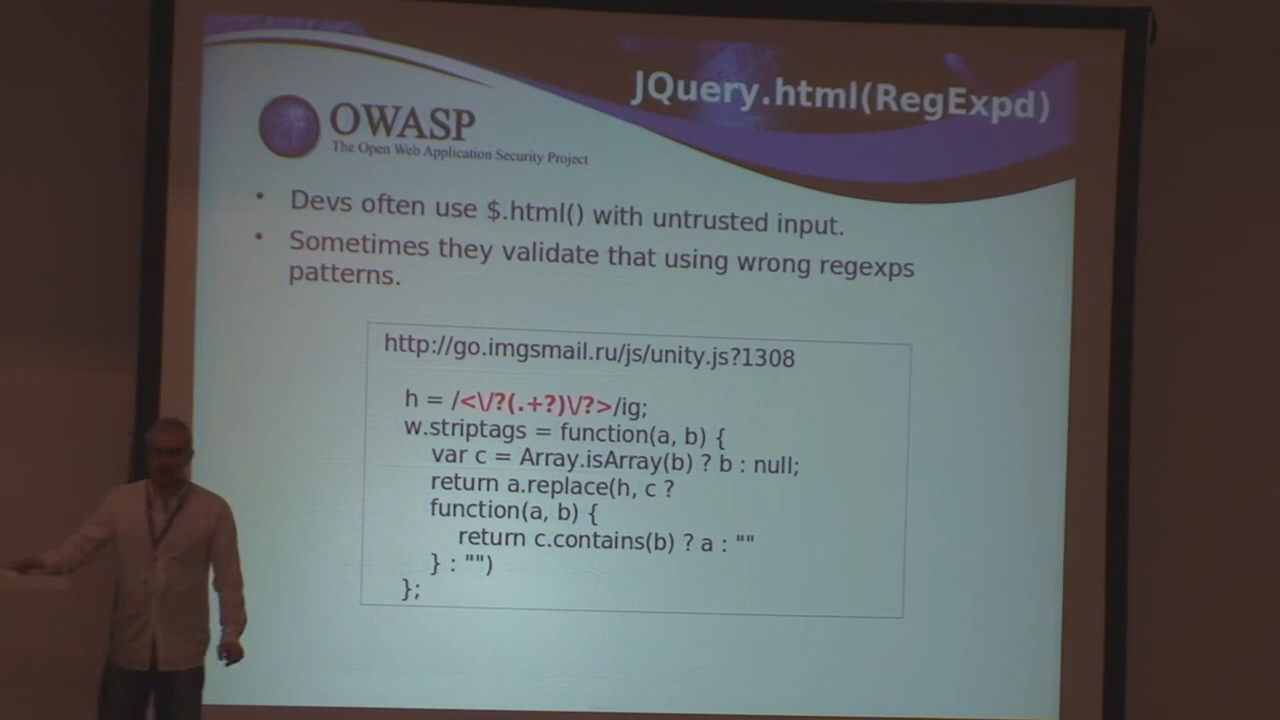 JQuery.html(RegExpd)
OWASP
The Open Web Application Security Project
• Devs often use $.html() with untrusted input.
• Sometimes they validate that using wrong regexps
patterns.
http://go.imgsmail.ru/js/unity.js?1308
h = /<\/?(.+?)\/?>/ig;
w.striptags = function(a, b) {
var c = Array.isArray(b) ? b : null;
return a.replace(h, c ?
function(a, b) {
return c.contains(b) ? a : ""
} : "")
};